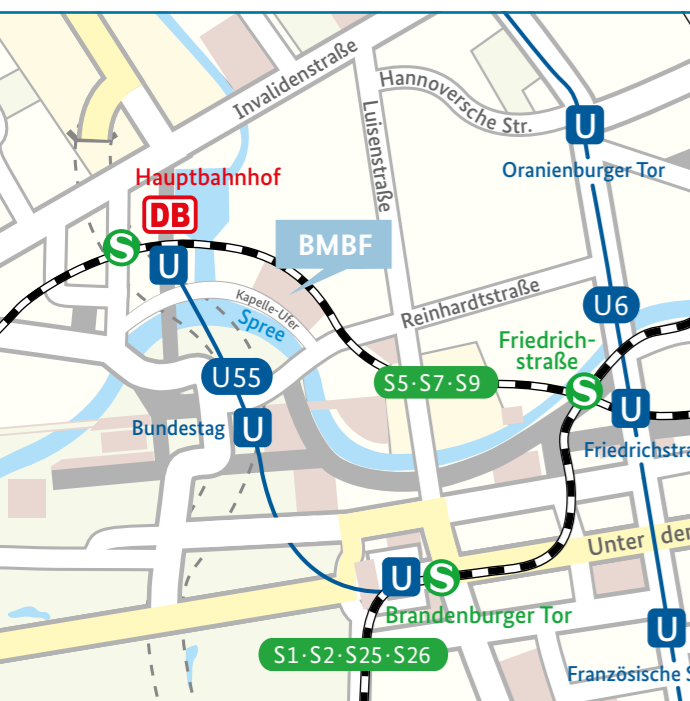 Invalidenstraße
Hannoversche Str.
Luisenstraße
U
Oranienburger Tor
Hauptbahnhof
DB
S
U
BMBF
Kapelle-Ufer
Spree
Reinhardtstraße
U6
Friedrich-
straße
U55
S5·S7·S9
S
U
Bundestag
U
Friedrichstra
Unter der
U
S
Brandenburger Tor
U
S1·S2·S25·S26
Französische S